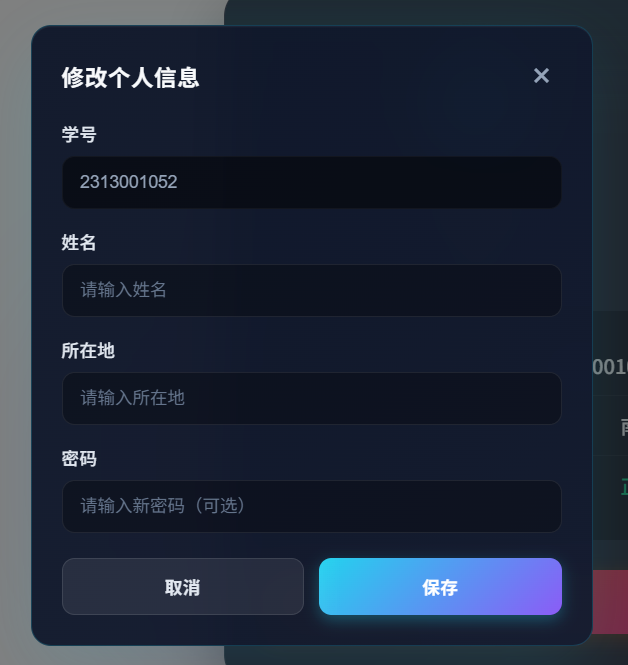 修改个人信息
×
学号
2313001052
姓名
请输入姓名
所在地
请输入所在地
密码
请输入新密码（可选）
取消
保存